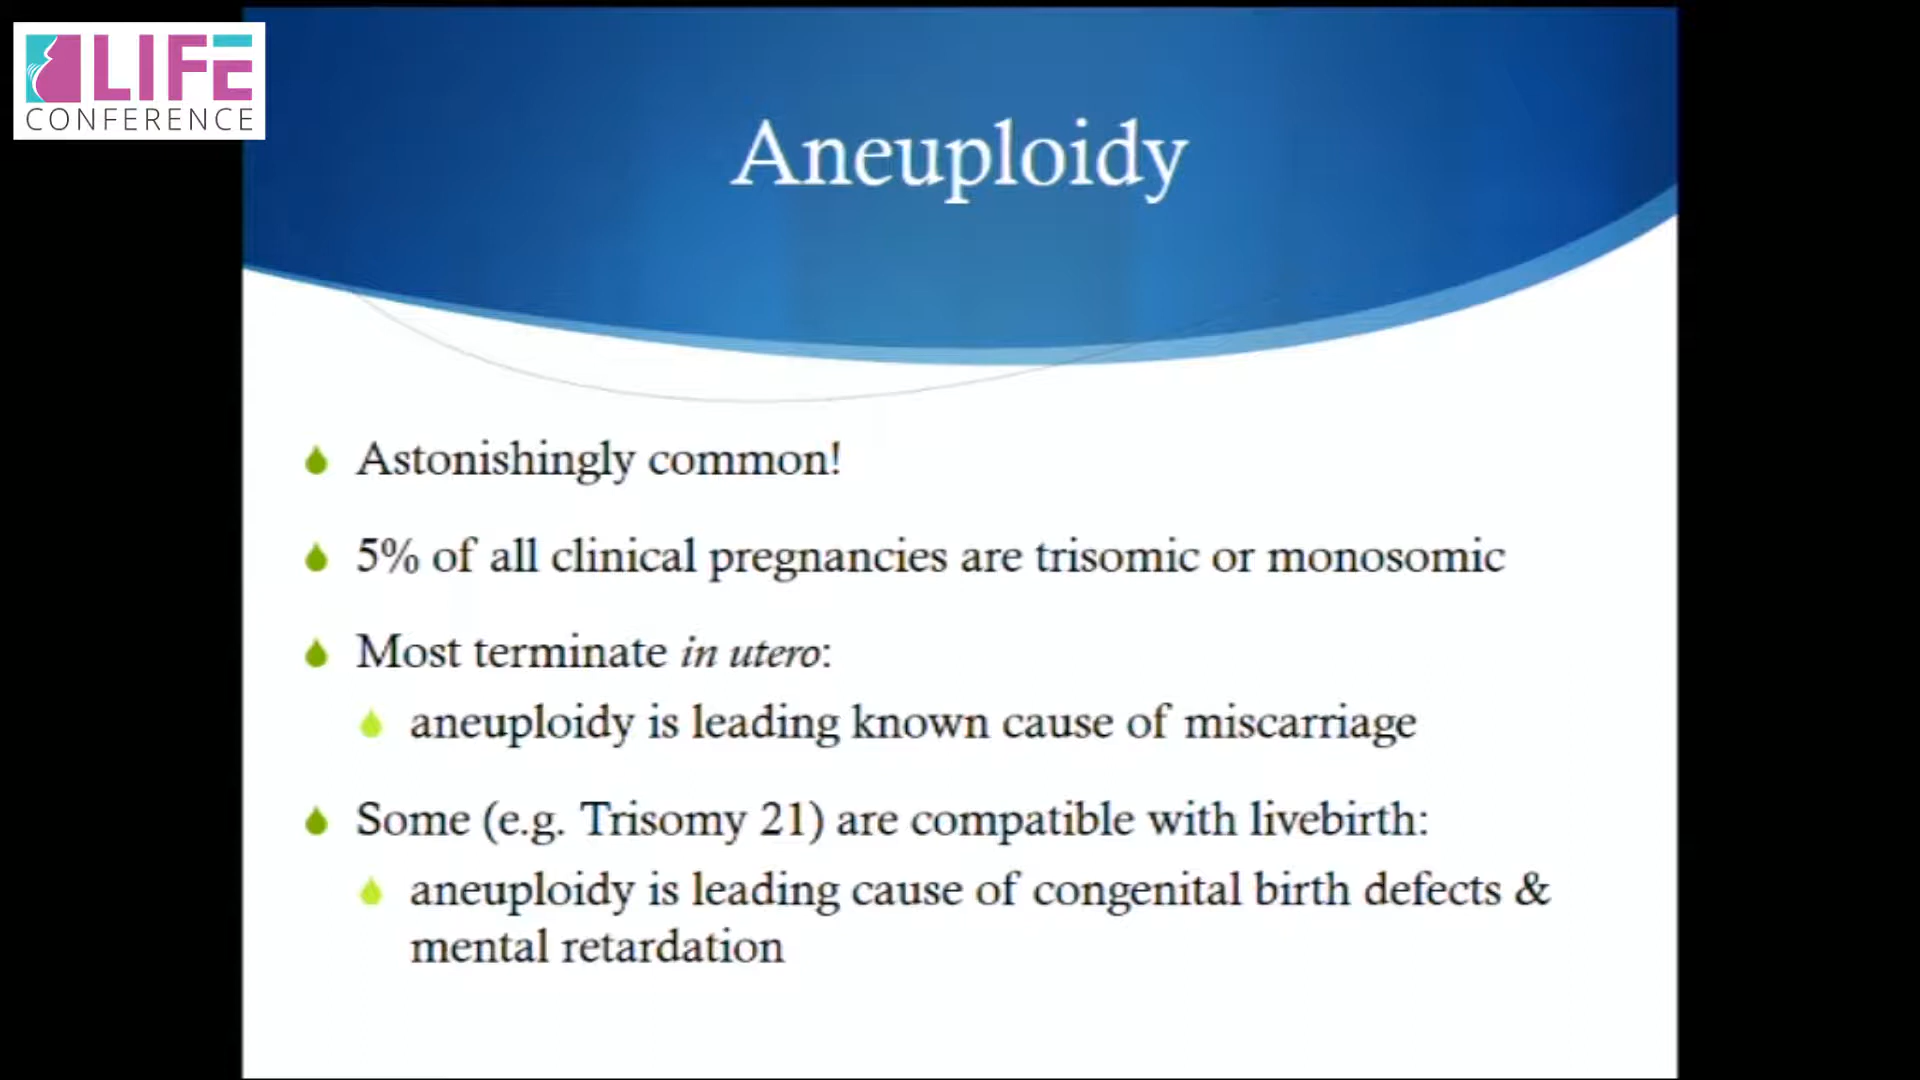 LIFE
CONFERENCE
Aneuploidy
Astonishingly common!
5% of all clinical pregnancies are trisomic or monosomic
Most terminate in utero:
aneuploidy is leading known cause of miscarriage
Some (e.g. Trisomy 21) are compatible with livebirth:
aneuploidy is leading cause of congenital birth defects &
mental retardation